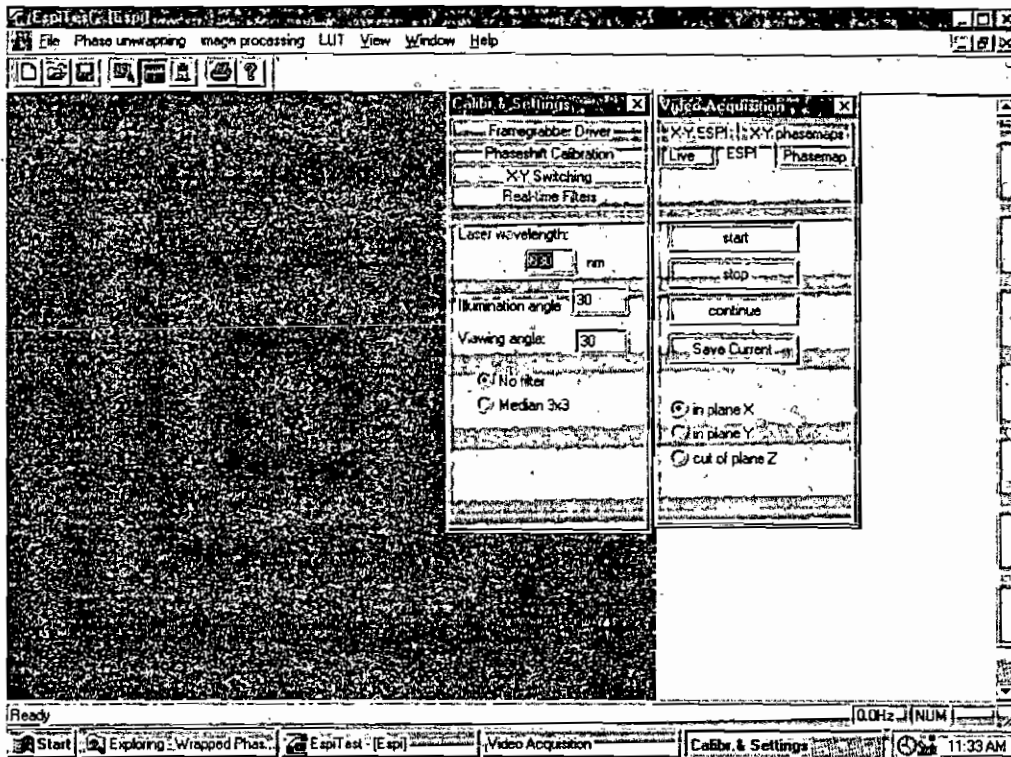 EspiTest - [Espi]
File Phase unwrapping Image processing LUT View Window Help
Calibr. & Settings
Framegrabber Driver
Phaseshift Calibration
X-Y Switching
Real-time Filters
Laser wavelength:
nm
Illumination angle 30
Viewing angle: 30
No filter
Median 3x3
Video Acquisition
X-Y ESPI X-Y phasemaps
Live ESPI Phasemap
start
stop
continue
Save Current
in plane X
in plane Y
out of plane Z
Ready 0.0Hz NUM
Start Exploring - Wrapped Phas... EspiTest - [Espi] Video Acquisition Calibr. & Settings 11:33 AM